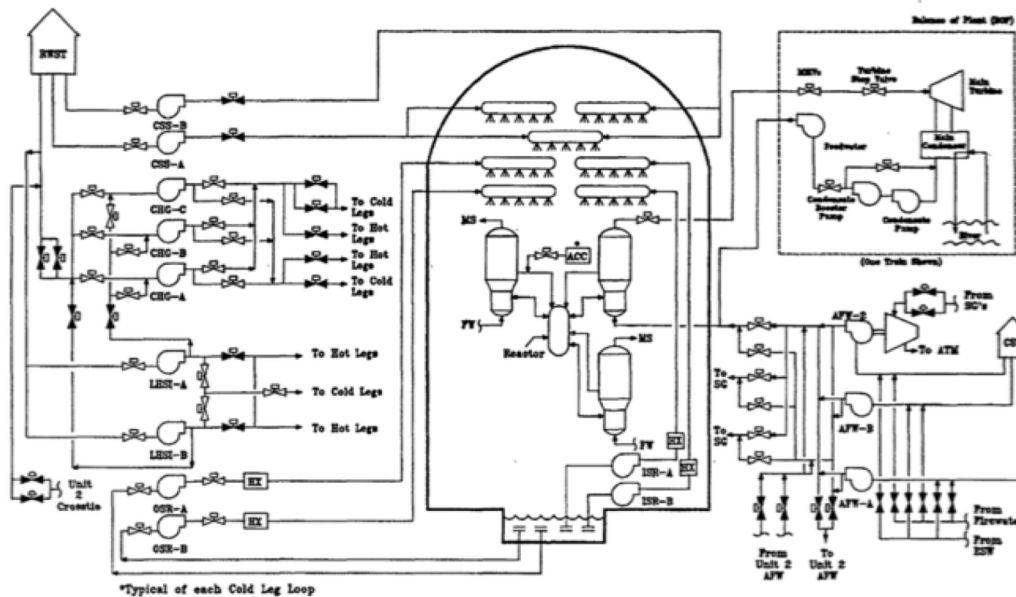 Balance of Plant (BOP)
RWST
MSIVs
Turbine
Stop Valve
Main
Turbine
CSS-B
Feedwater
Main
Condenser
CSS-A
Condensate
Booster
Pump
Condensate
Pump
River
(One Train Shown)
CHG-C
To Cold
Legs
CHG-B
To Hot
Legs
To Hot
Legs
CHG-A
To Cold
Legs
MS
*
ACC
FW
Reactor
MS
FW
AFW-2
From
SG's
To ATM
To
SG
To
SG
AFW-B
AFW-A
LHSI-A
To Hot Legs
To Cold Legs
To Hot Legs
LHSI-B
HX
ISR-A
HX
ISR-B
Unit 2
Crosstie
OSR-A
HX
OSR-B
HX
From
Unit 2
AFW
To
Unit 2
AFW
From
Firewate
From
ESW
*Typical of each Cold Leg Loop